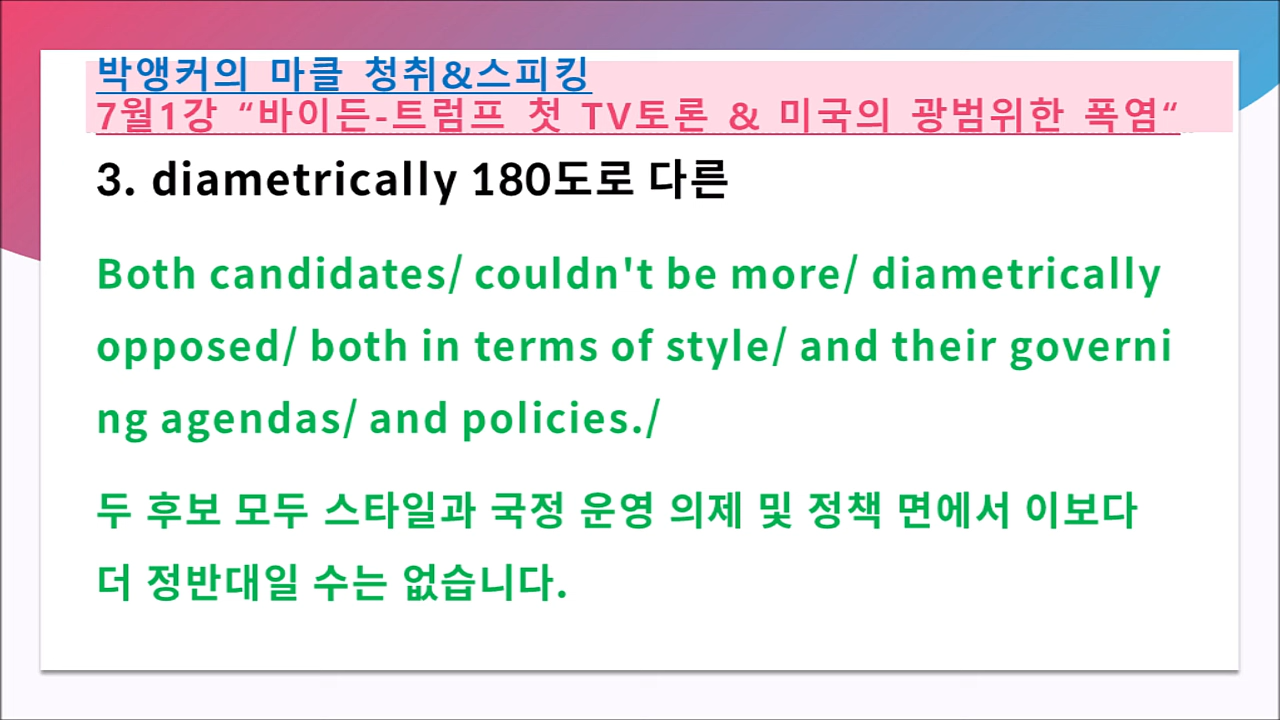 박앵커의 마클 청취&스피킹
7월1강 “바이든-트럼프 첫 TV토론 & 미국의 광범위한 폭염“
3. diametrically 180도로 다른
Both candidates/ couldn't be more/ diametrically
opposed/ both in terms of style/ and their governi
ng agendas/ and policies./
두 후보 모두 스타일과 국정 운영 의제 및 정책 면에서 이보다
더 정반대일 수는 없습니다.